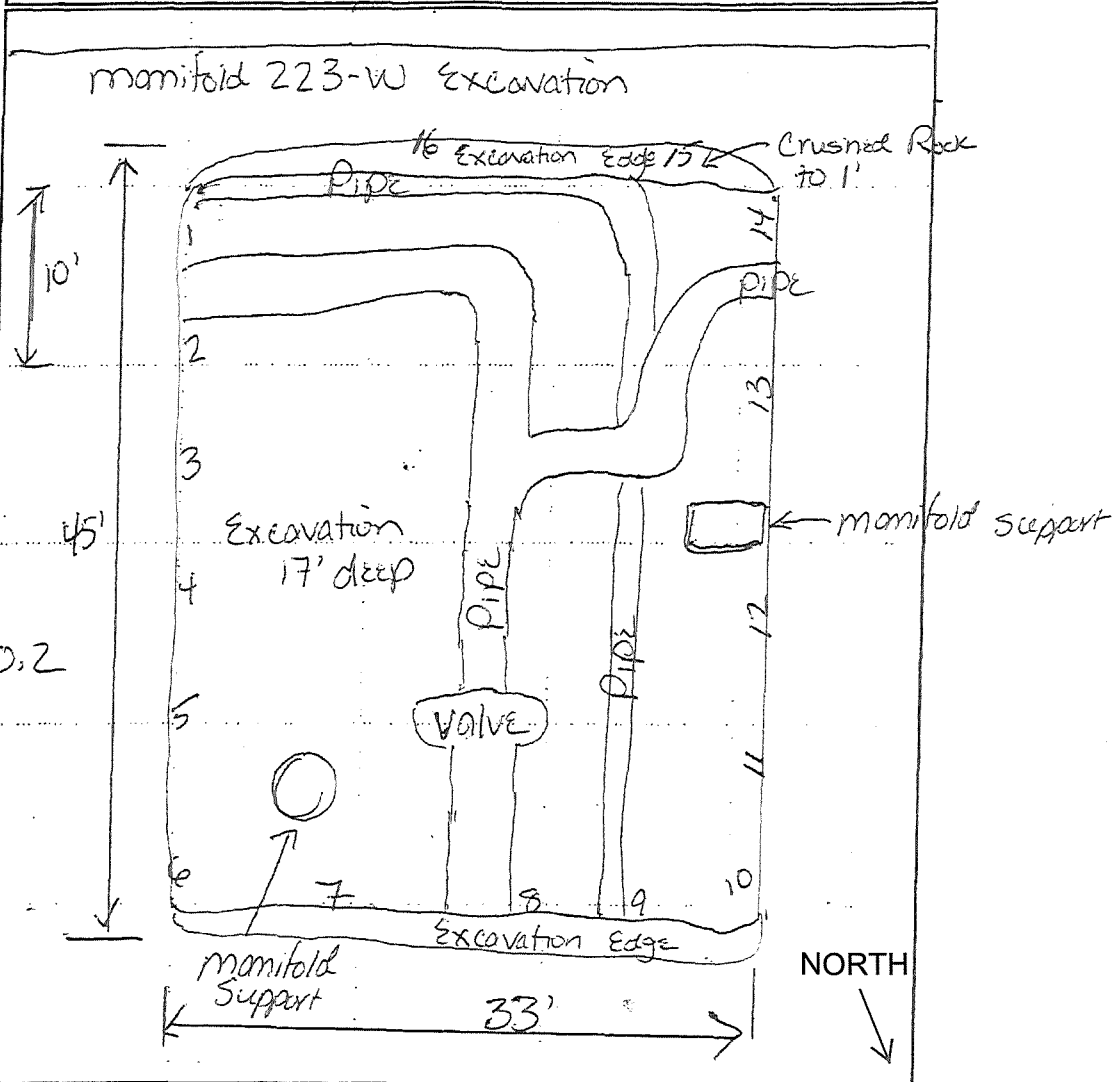 manifold 223-W Excavation
16 Excavation Edge 15
Crushed Rock
to 1'
Pipe
1
14
10'
Pipe
2
13
3
45'
Excavation
17' deep
manifold support
4
Pipe
12
0.2
Pipe
5
Valve
11
6
7
8
9
10
Excavation Edge
manifold
Support
NORTH
33'